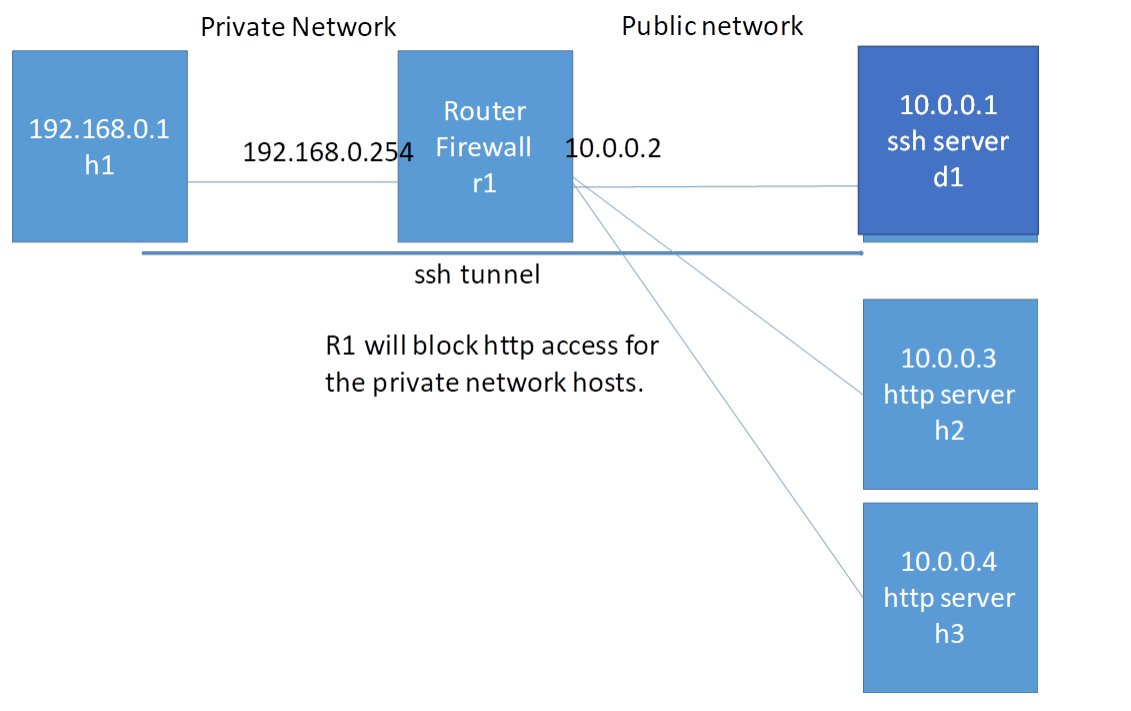 Private Network
Public network
192.168.0.1
h1
192.168.0.254
Router
Firewall
r1
10.0.0.2
10.0.0.1
ssh server
d1
ssh tunnel
R1 will block http access for
the private network hosts.
10.0.0.3
http server
h2
10.0.0.4
http server
h3